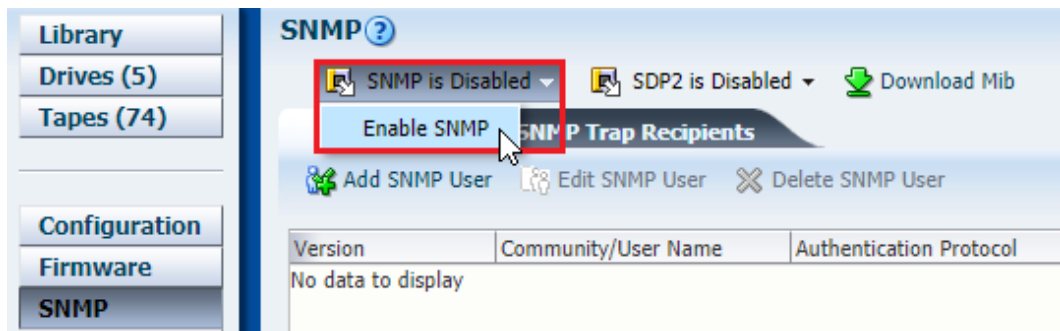 Library
Drives (5)
Tapes (74)
Configuration
Firmware
SNMP
SNMP ?
SNMP is Disabled SDP2 is Disabled Download Mib
Enable SNMP SNMP Trap Recipients
Add SNMP User Edit SNMP User Delete SNMP User
Version Community/User Name Authentication Protocol
No data to display